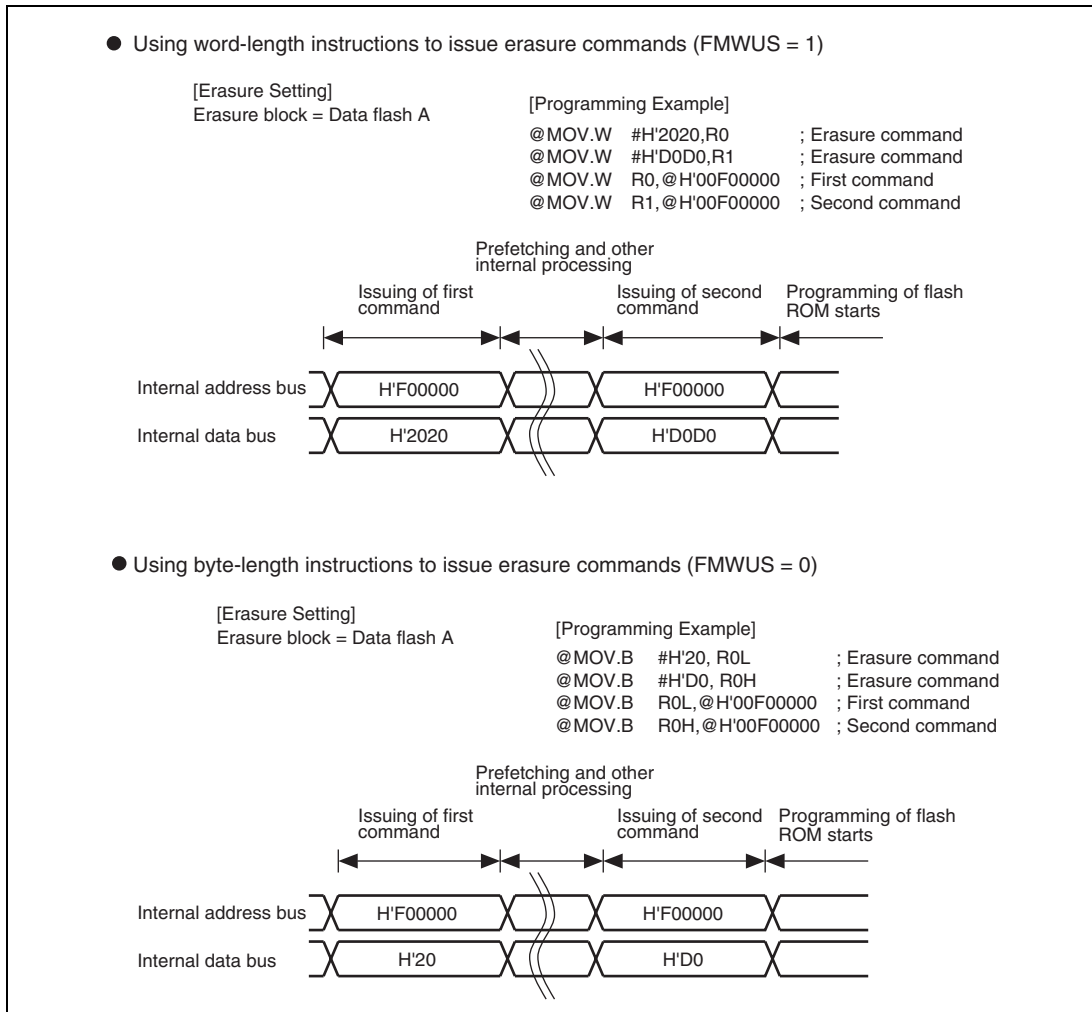 ● Using word-length instructions to issue erasure commands (FMWUS = 1)
[Erasure Setting]
Erasure block = Data flash A
[Programming Example]
@MOV.W #H'2020,R0 ; Erasure command
@MOV.W #H'D0D0,R1 ; Erasure command
@MOV.W R0,@H'00F00000 ; First command
@MOV.W R1,@H'00F00000 ; Second command
Prefetching and other
internal processing
Issuing of first
command
Issuing of second
command
Programming of flash
ROM starts
Internal address bus H'F00000 H'F00000
Internal data bus H'2020 H'D0D0
● Using byte-length instructions to issue erasure commands (FMWUS = 0)
[Erasure Setting]
Erasure block = Data flash A
[Programming Example]
@MOV.B #H'20, R0L ; Erasure command
@MOV.B #H'D0, R0H ; Erasure command
@MOV.B R0L,@H'00F00000 ; First command
@MOV.B R0H,@H'00F00000 ; Second command
Prefetching and other
internal processing
Issuing of first
command
Issuing of second
command
Programming of flash
ROM starts
Internal address bus H'F00000 H'F00000
Internal data bus H'20 H'D0